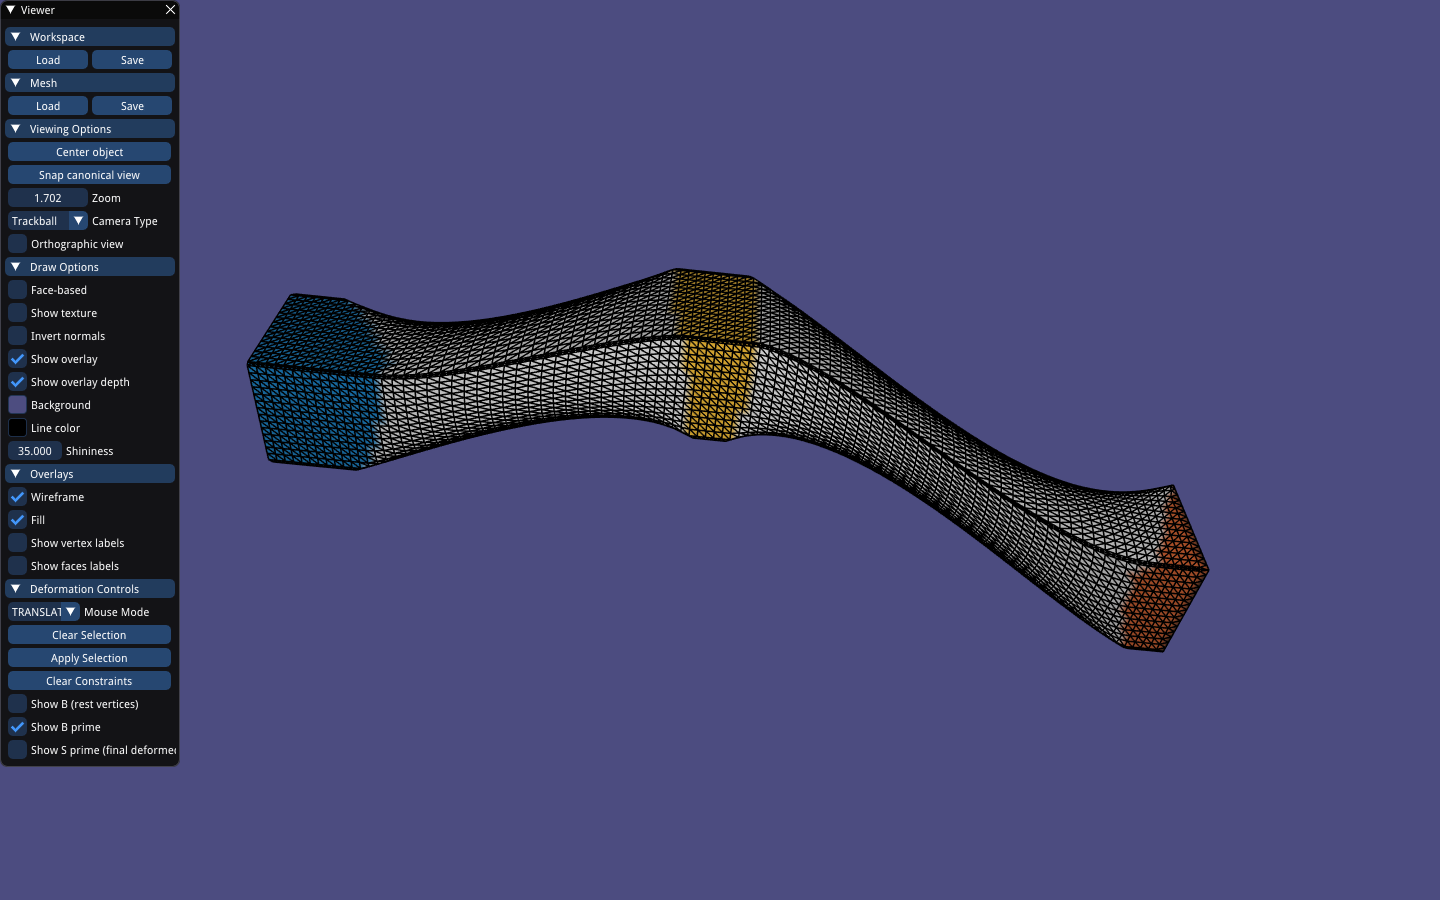 Viewer
Workspace
Load Save
Mesh
Load Save
Viewing Options
Center object
Snap canonical view
1.702 Zoom
Trackball Camera Type
Orthographic view
Draw Options
Face-based
Show texture
Invert normals
Show overlay
Show overlay depth
Background
Line color
35.000 Shininess
Overlays
Wireframe
Fill
Show vertex labels
Show faces labels
Deformation Controls
TRANSLAT Mouse Mode
Clear Selection
Apply Selection
Clear Constraints
Show B (rest vertices)
Show B prime
Show S prime (final deformed